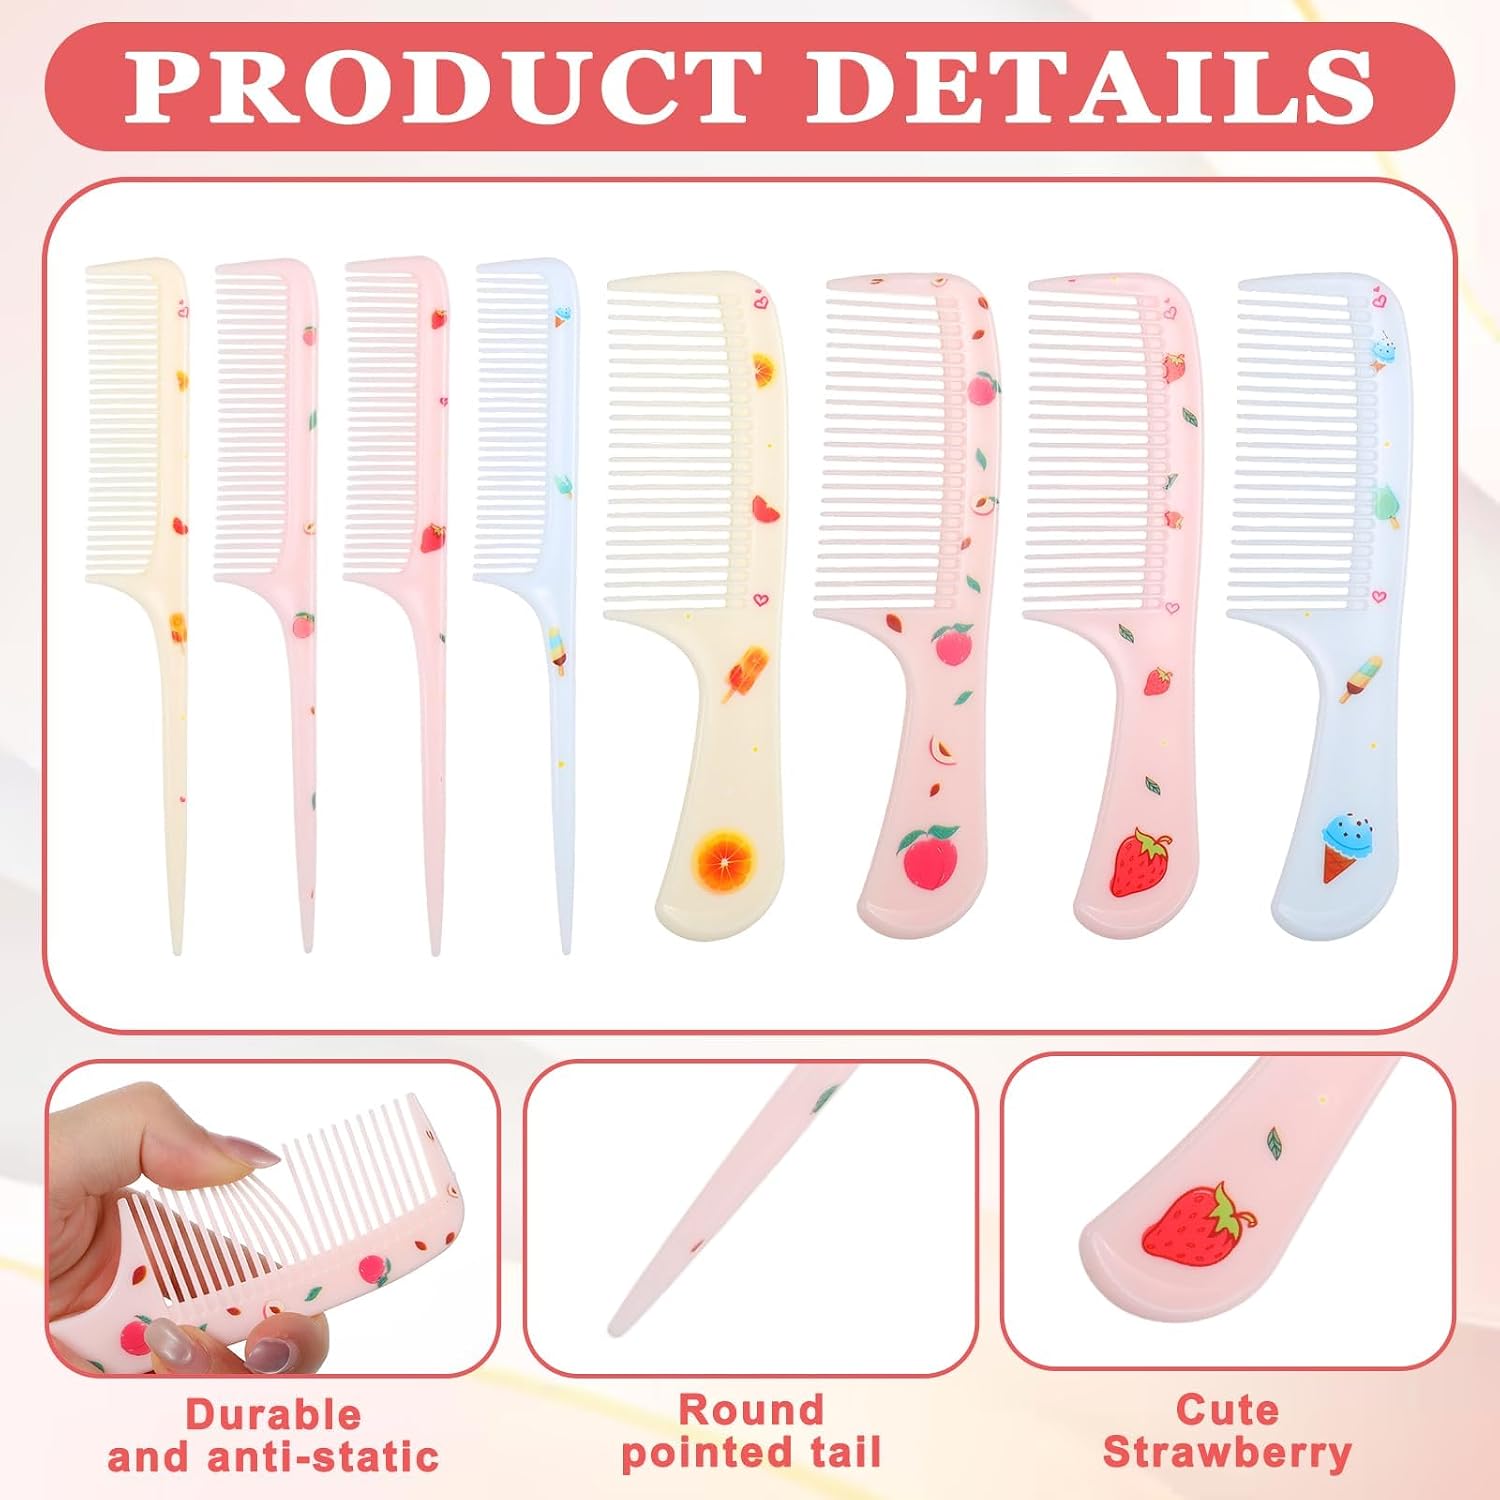 PRODUCT DETAILS
Durable
and anti-static
Round
pointed tail
Cute
Strawberry